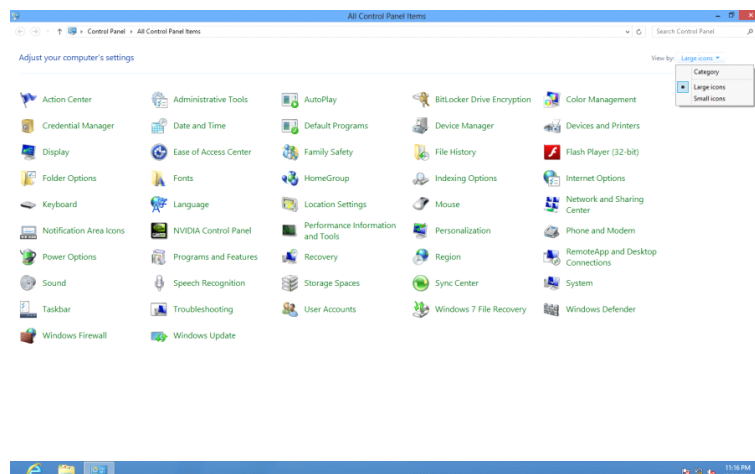 All Control Panel Items
Control Panel All Control Panel Items
Search Control Panel
Adjust your computer's settings
View by: Large icons
Category
Large icons
Small icons
Action Center
Administrative Tools
AutoPlay
BitLocker Drive Encryption
Color Management
Credential Manager
Date and Time
Default Programs
Device Manager
Devices and Printers
Display
Ease of Access Center
Family Safety
File History
Flash Player (32-bit)
Folder Options
Fonts
HomeGroup
Indexing Options
Internet Options
Keyboard
Language
Location Settings
Mouse
Network and Sharing
Center
Notification Area Icons
NVIDIA Control Panel
Performance Information
and Tools
Personalization
Phone and Modem
Power Options
Programs and Features
Recovery
Region
RemoteApp and Desktop
Connections
Sound
Speech Recognition
Storage Spaces
Sync Center
System
Taskbar
Troubleshooting
User Accounts
Windows 7 File Recovery
Windows Defender
Windows Firewall
Windows Update
11:16 PM